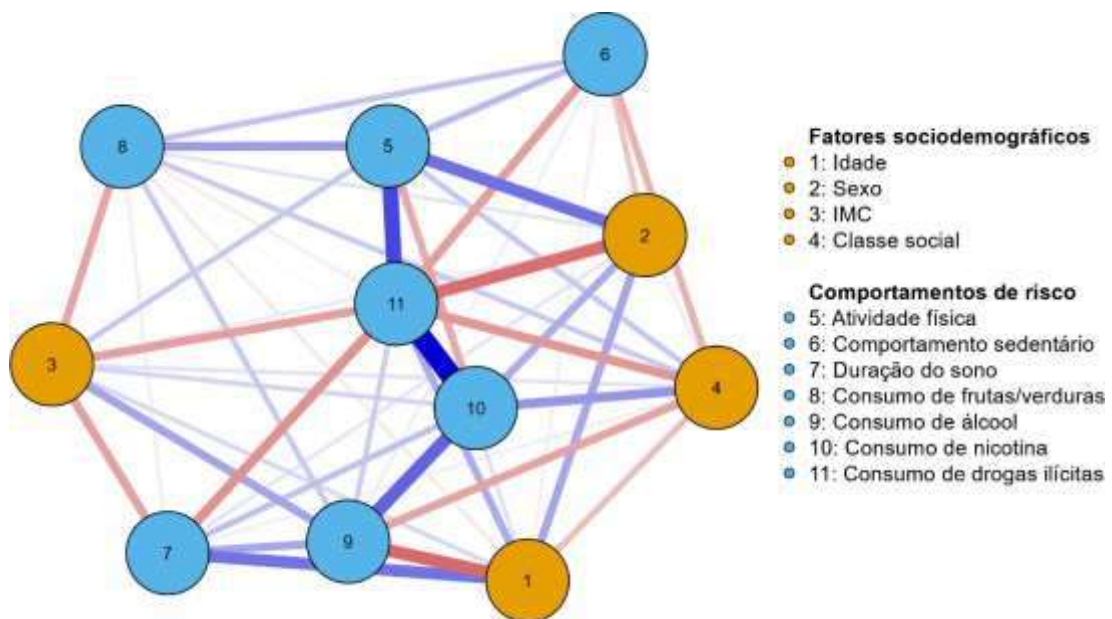 6
8
5
2
11
3
4
10
9
7
1
Fatores sociodemográficos
1: Idade
2: Sexo
3: IMC
4: Classe social
Comportamentos de risco
5: Atividade física
6: Comportamento sedentário
7: Duração do sono
8: Consumo de frutas/verduras
9: Consumo de álcool
10: Consumo de nicotina
11: Consumo de drogas ilícitas